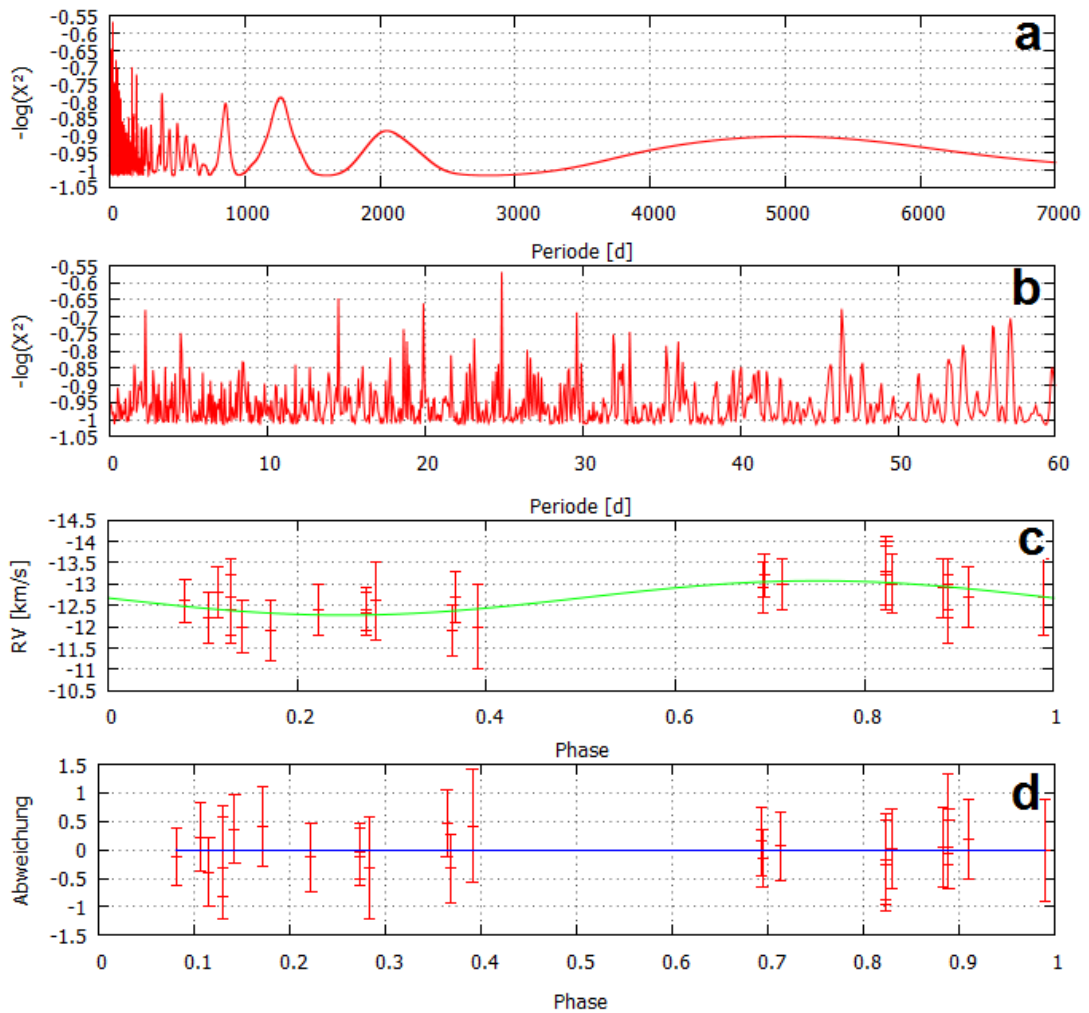 a
-log(X²)
-0.55
-0.6
-0.65
-0.7
-0.75
-0.8
-0.85
-0.9
-0.95
-1
-1.05
0 1000 2000 3000 4000 5000 6000 7000
Periode [d]
b
-log(X²)
-0.55
-0.6
-0.65
-0.7
-0.75
-0.8
-0.85
-0.9
-0.95
-1
-1.05
0 10 20 30 40 50 60
Periode [d]
c
RV [km/s]
-14.5
-14
-13.5
-13
-12.5
-12
-11.5
-11
-10.5
0 0.2 0.4 0.6 0.8 1
Phase
d
Abweichung
1.5
1
0.5
0
-0.5
-1
-1.5
0 0.1 0.2 0.3 0.4 0.5 0.6 0.7 0.8 0.9 1
Phase